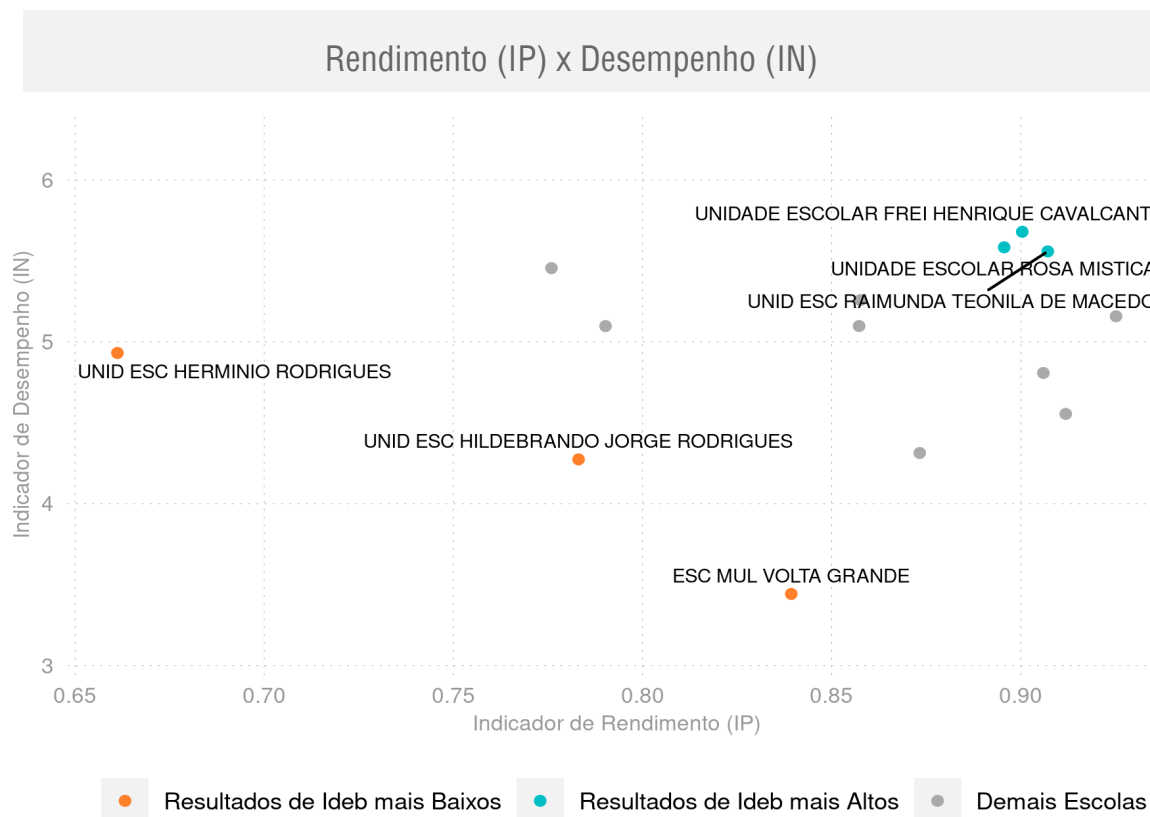 Rendimento (IP) x Desempenho (IN)
6
UNIDADE ESCOLAR FREI HENRIQUE CAVALCANT
UNIDADE ESCOLAR ROSA MISTICA
UNID ESC RAIMUNDA TEONILA DE MACEDO
5
UNID ESC HERMINIO RODRIGUES
UNID ESC HILDEBRANDO JORGE RODRIGUES
4
ESC MUL VOLTA GRANDE
3
Indicador de Desempenho (IN)
0.65 0.70 0.75 0.80 0.85 0.90
Indicador de Rendimento (IP)
Resultados de Ideb mais Baixos Resultados de Ideb mais Altos Demais Escolas